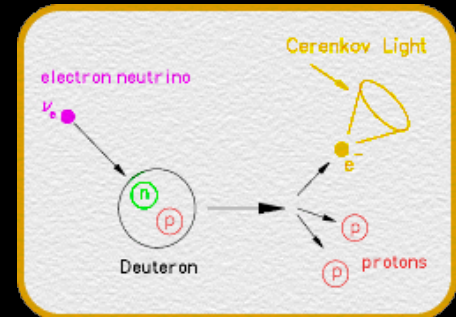 Cerenkov Light
electron neutrino
νe
e-
n
p
p
Deuteron
p protons